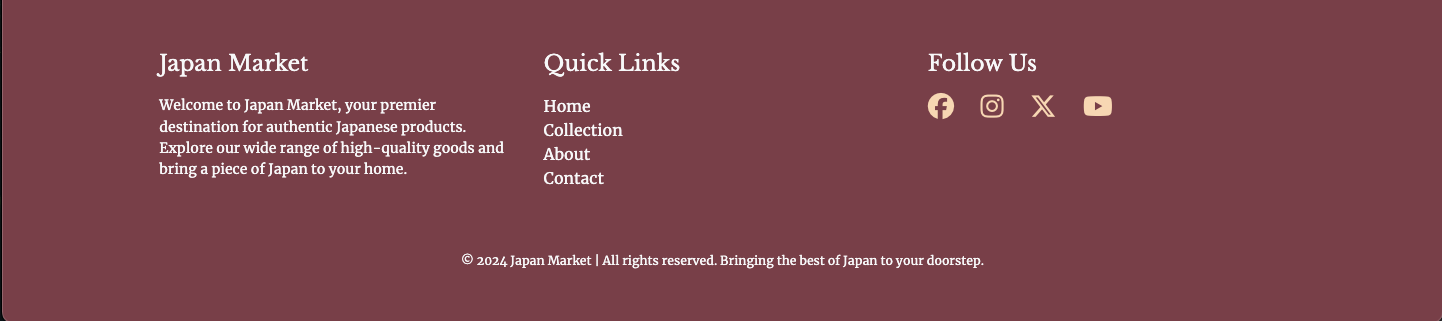 Japan Market
Welcome to Japan Market, your premier
destination for authentic Japanese products.
Explore our wide range of high-quality goods and
bring a piece of Japan to your home.
Quick Links
Home
Collection
About
Contact
Follow Us
© 2024 Japan Market | All rights reserved. Bringing the best of Japan to your doorstep.